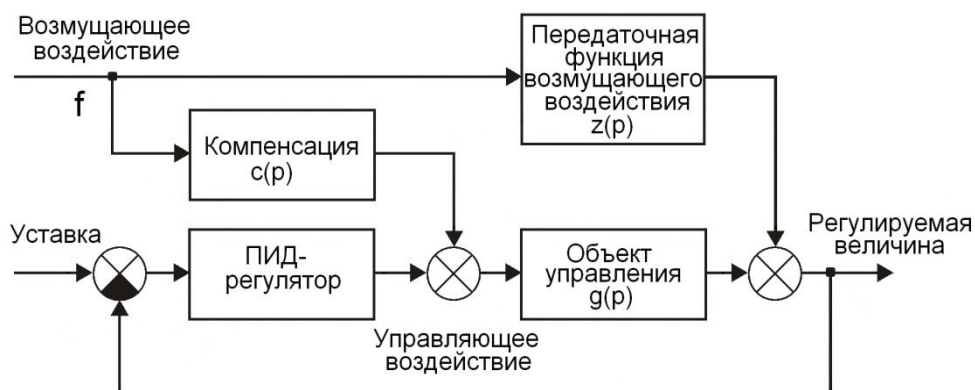 Возмущающее
воздействие
f
Передаточная
функция
возмущающего
воздействия
z(p)
Компенсация
c(p)
Уставка
ПИД-
регулятор
Управляющее
воздействие
Объект
управления
g(p)
Регулируемая
величина